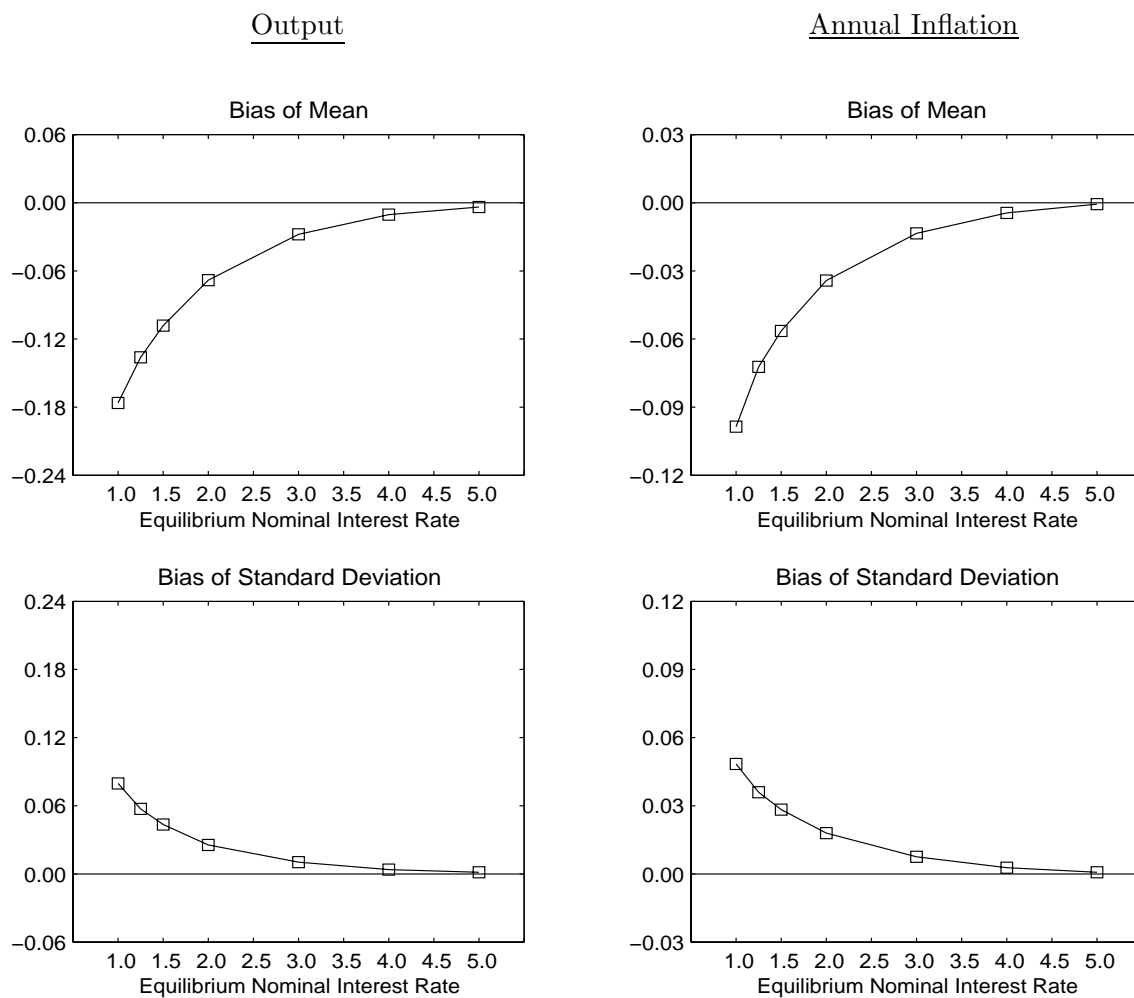 Output
Annual Inflation
Bias of Mean
0.06
0.00
−0.06
−0.12
−0.18
−0.24
1.0 1.5 2.0 2.5 3.0 3.5 4.0 4.5 5.0
Equilibrium Nominal Interest Rate
Bias of Mean
0.03
0.00
−0.03
−0.06
−0.09
−0.12
1.0 1.5 2.0 2.5 3.0 3.5 4.0 4.5 5.0
Equilibrium Nominal Interest Rate
Bias of Standard Deviation
0.24
0.18
0.12
0.06
0.00
−0.06
1.0 1.5 2.0 2.5 3.0 3.5 4.0 4.5 5.0
Equilibrium Nominal Interest Rate
Bias of Standard Deviation
0.12
0.09
0.06
0.03
0.00
−0.03
1.0 1.5 2.0 2.5 3.0 3.5 4.0 4.5 5.0
Equilibrium Nominal Interest Rate